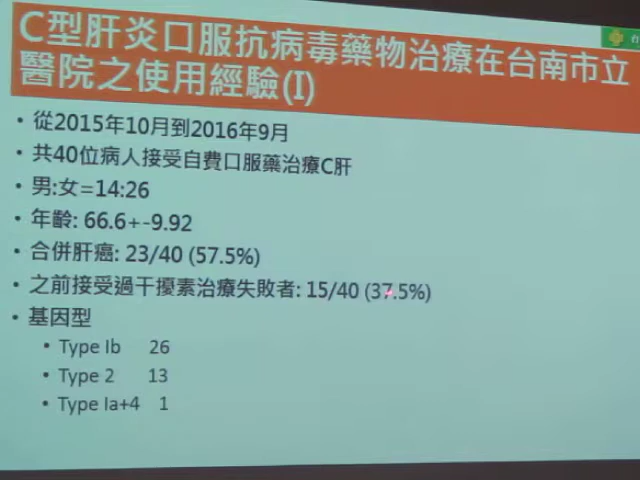 C型肝炎口服抗病毒藥物治療在台南市立
醫院之使用經驗(I)
台
• 從2015年10月到2016年9月
• 共40位病人接受自費口服藥治療C肝
• 男:女=14:26
• 年齡: 66.6+-9.92
• 合併肝癌: 23/40 (57.5%)
• 之前接受過干擾素治療失敗者: 15/40 (37.5%)
• 基因型
• Type Ib 26
• Type 2 13
• Type Ia+4 1